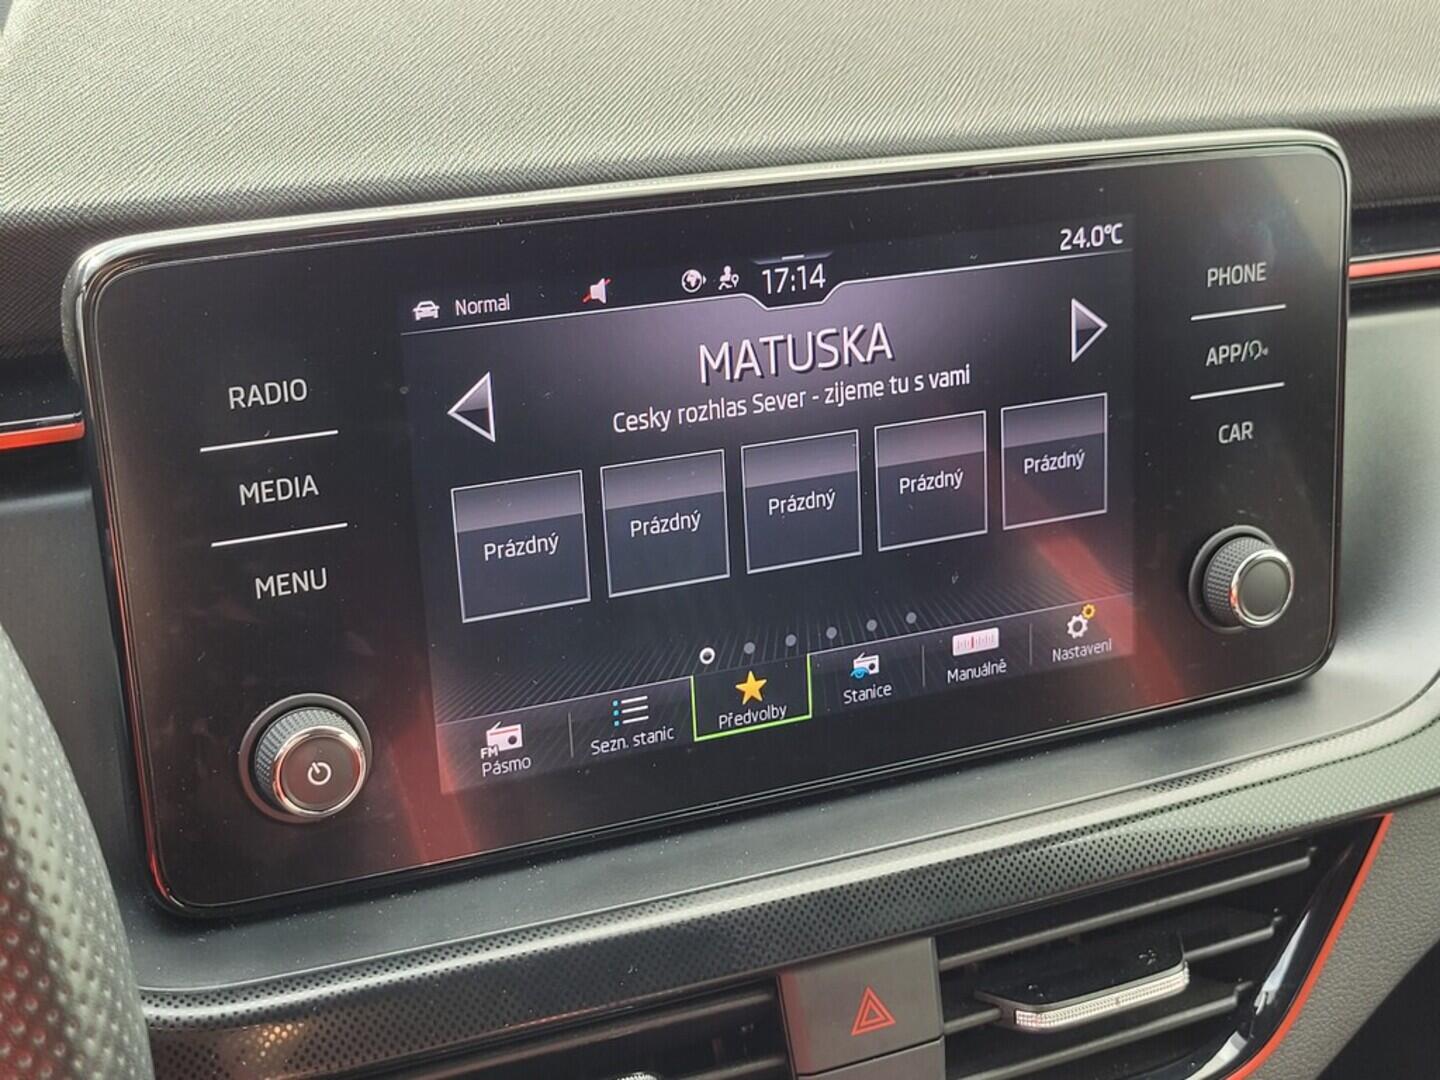 Normal
17:14
24.0°C
RADIO
MEDIA
MENU
PHONE
APP/
CAR
MATUSKA
Cesky rozhlas Sever - zijeme tu s vami
Prázdný
Prázdný
Prázdný
Prázdný
Prázdný
FM
Pásmo
Sezn. stanic
Předvolby
Stanice
Manuálně
Nastavení